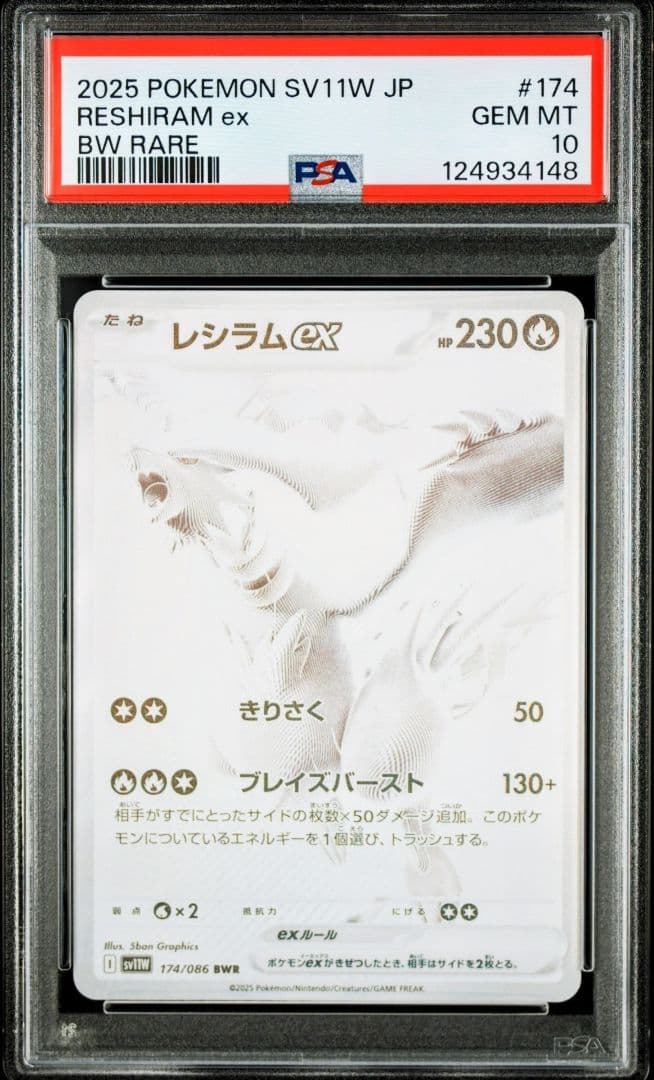 2025 POKEMON SV11W JP #174
RESHIRAM ex GEM MT
BW RARE 10
PSA 124934148
たね レシラムex HP 230
きりさく 50
ブレイズバースト 130+
相手がすでにとったサイドの枚数×50ダメージ追加。このポケ
モンについているエネルギーを1個選び、トラッシュする。
弱点 ×2 抵抗力 にげる
exルール
Illus. 5ban Graphics
ポケモンexがきぜつしたとき、相手はサイドを2枚とる。
I sv11W 174/086 BWR
©2025 Pokémon/Nintendo/Creatures/GAME FREAK
PSA